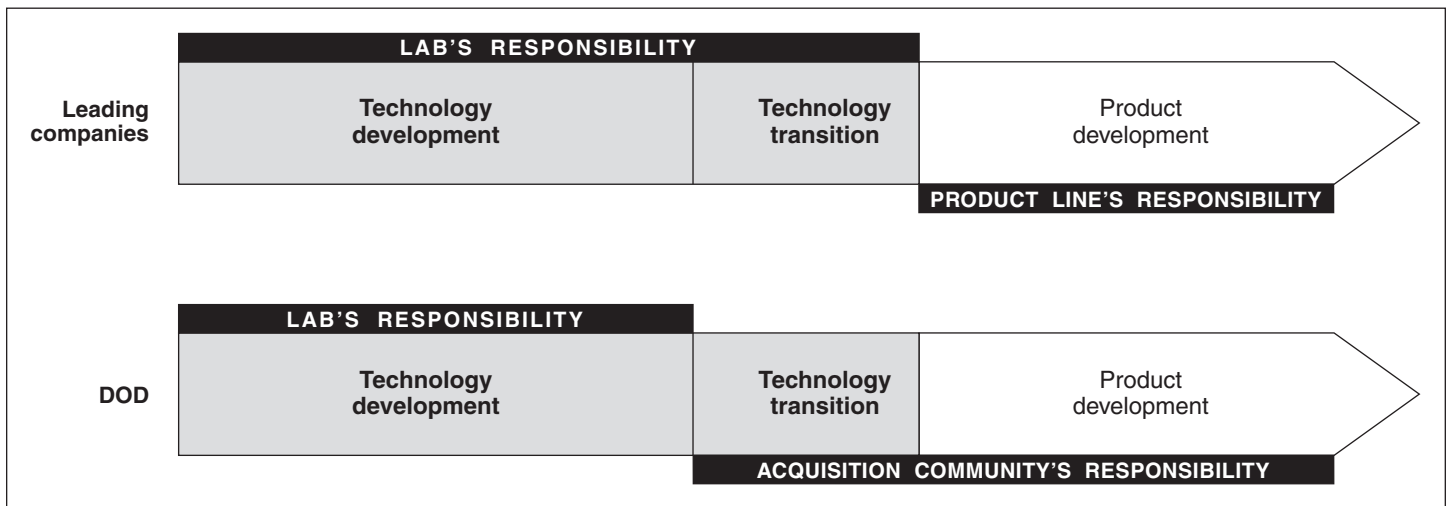 LAB'S RESPONSIBILITY
Leading
companies
Technology
development
Technology
transition
Product
development
PRODUCT LINE'S RESPONSIBILITY
LAB'S RESPONSIBILITY
DOD
Technology
development
Technology
transition
Product
development
ACQUISITION COMMUNITY'S RESPONSIBILITY